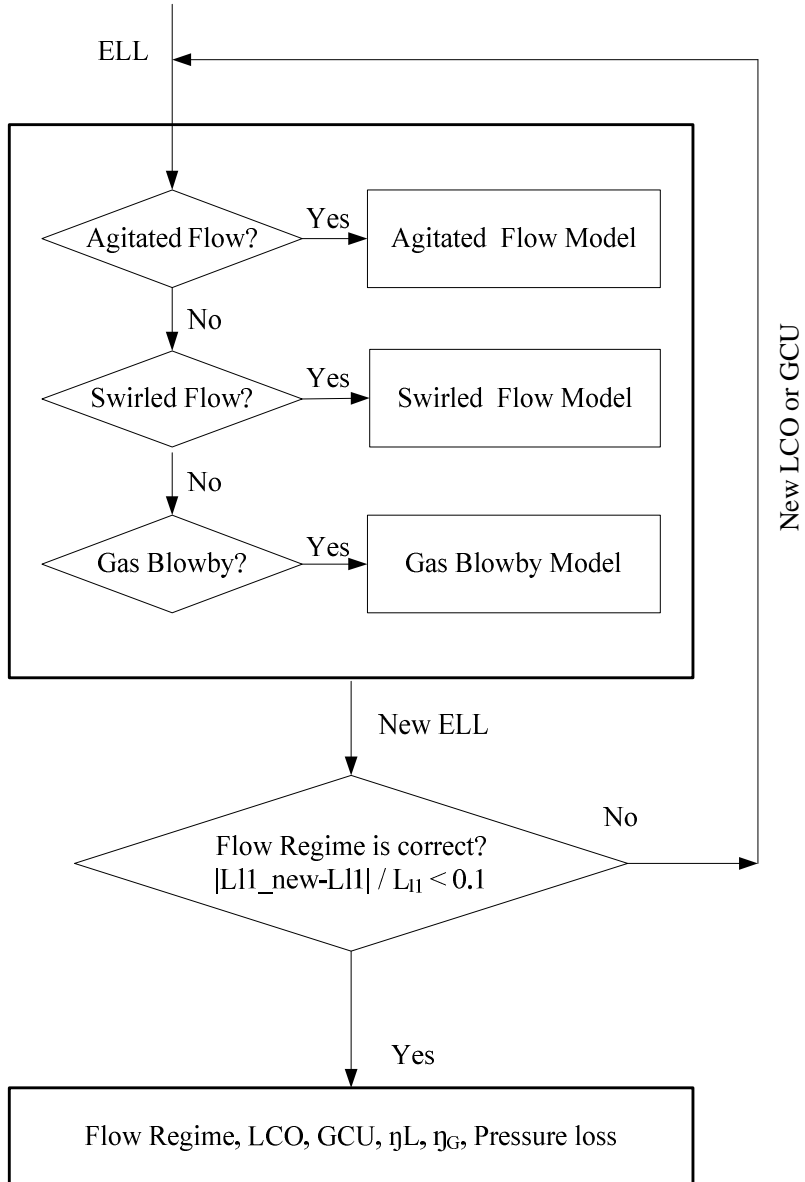 ELL
Agitated Flow?
Yes
Agitated Flow Model
No
Swirled Flow?
Yes
Swirled Flow Model
No
Gas Blowby?
Yes
Gas Blowby Model
New LCO or GCU
New ELL
No
Flow Regime is correct?
|Ll1_new-Ll1| / Ll1 < 0.1
Yes
Flow Regime, LCO, GCU, ŋL, ŋG, Pressure loss